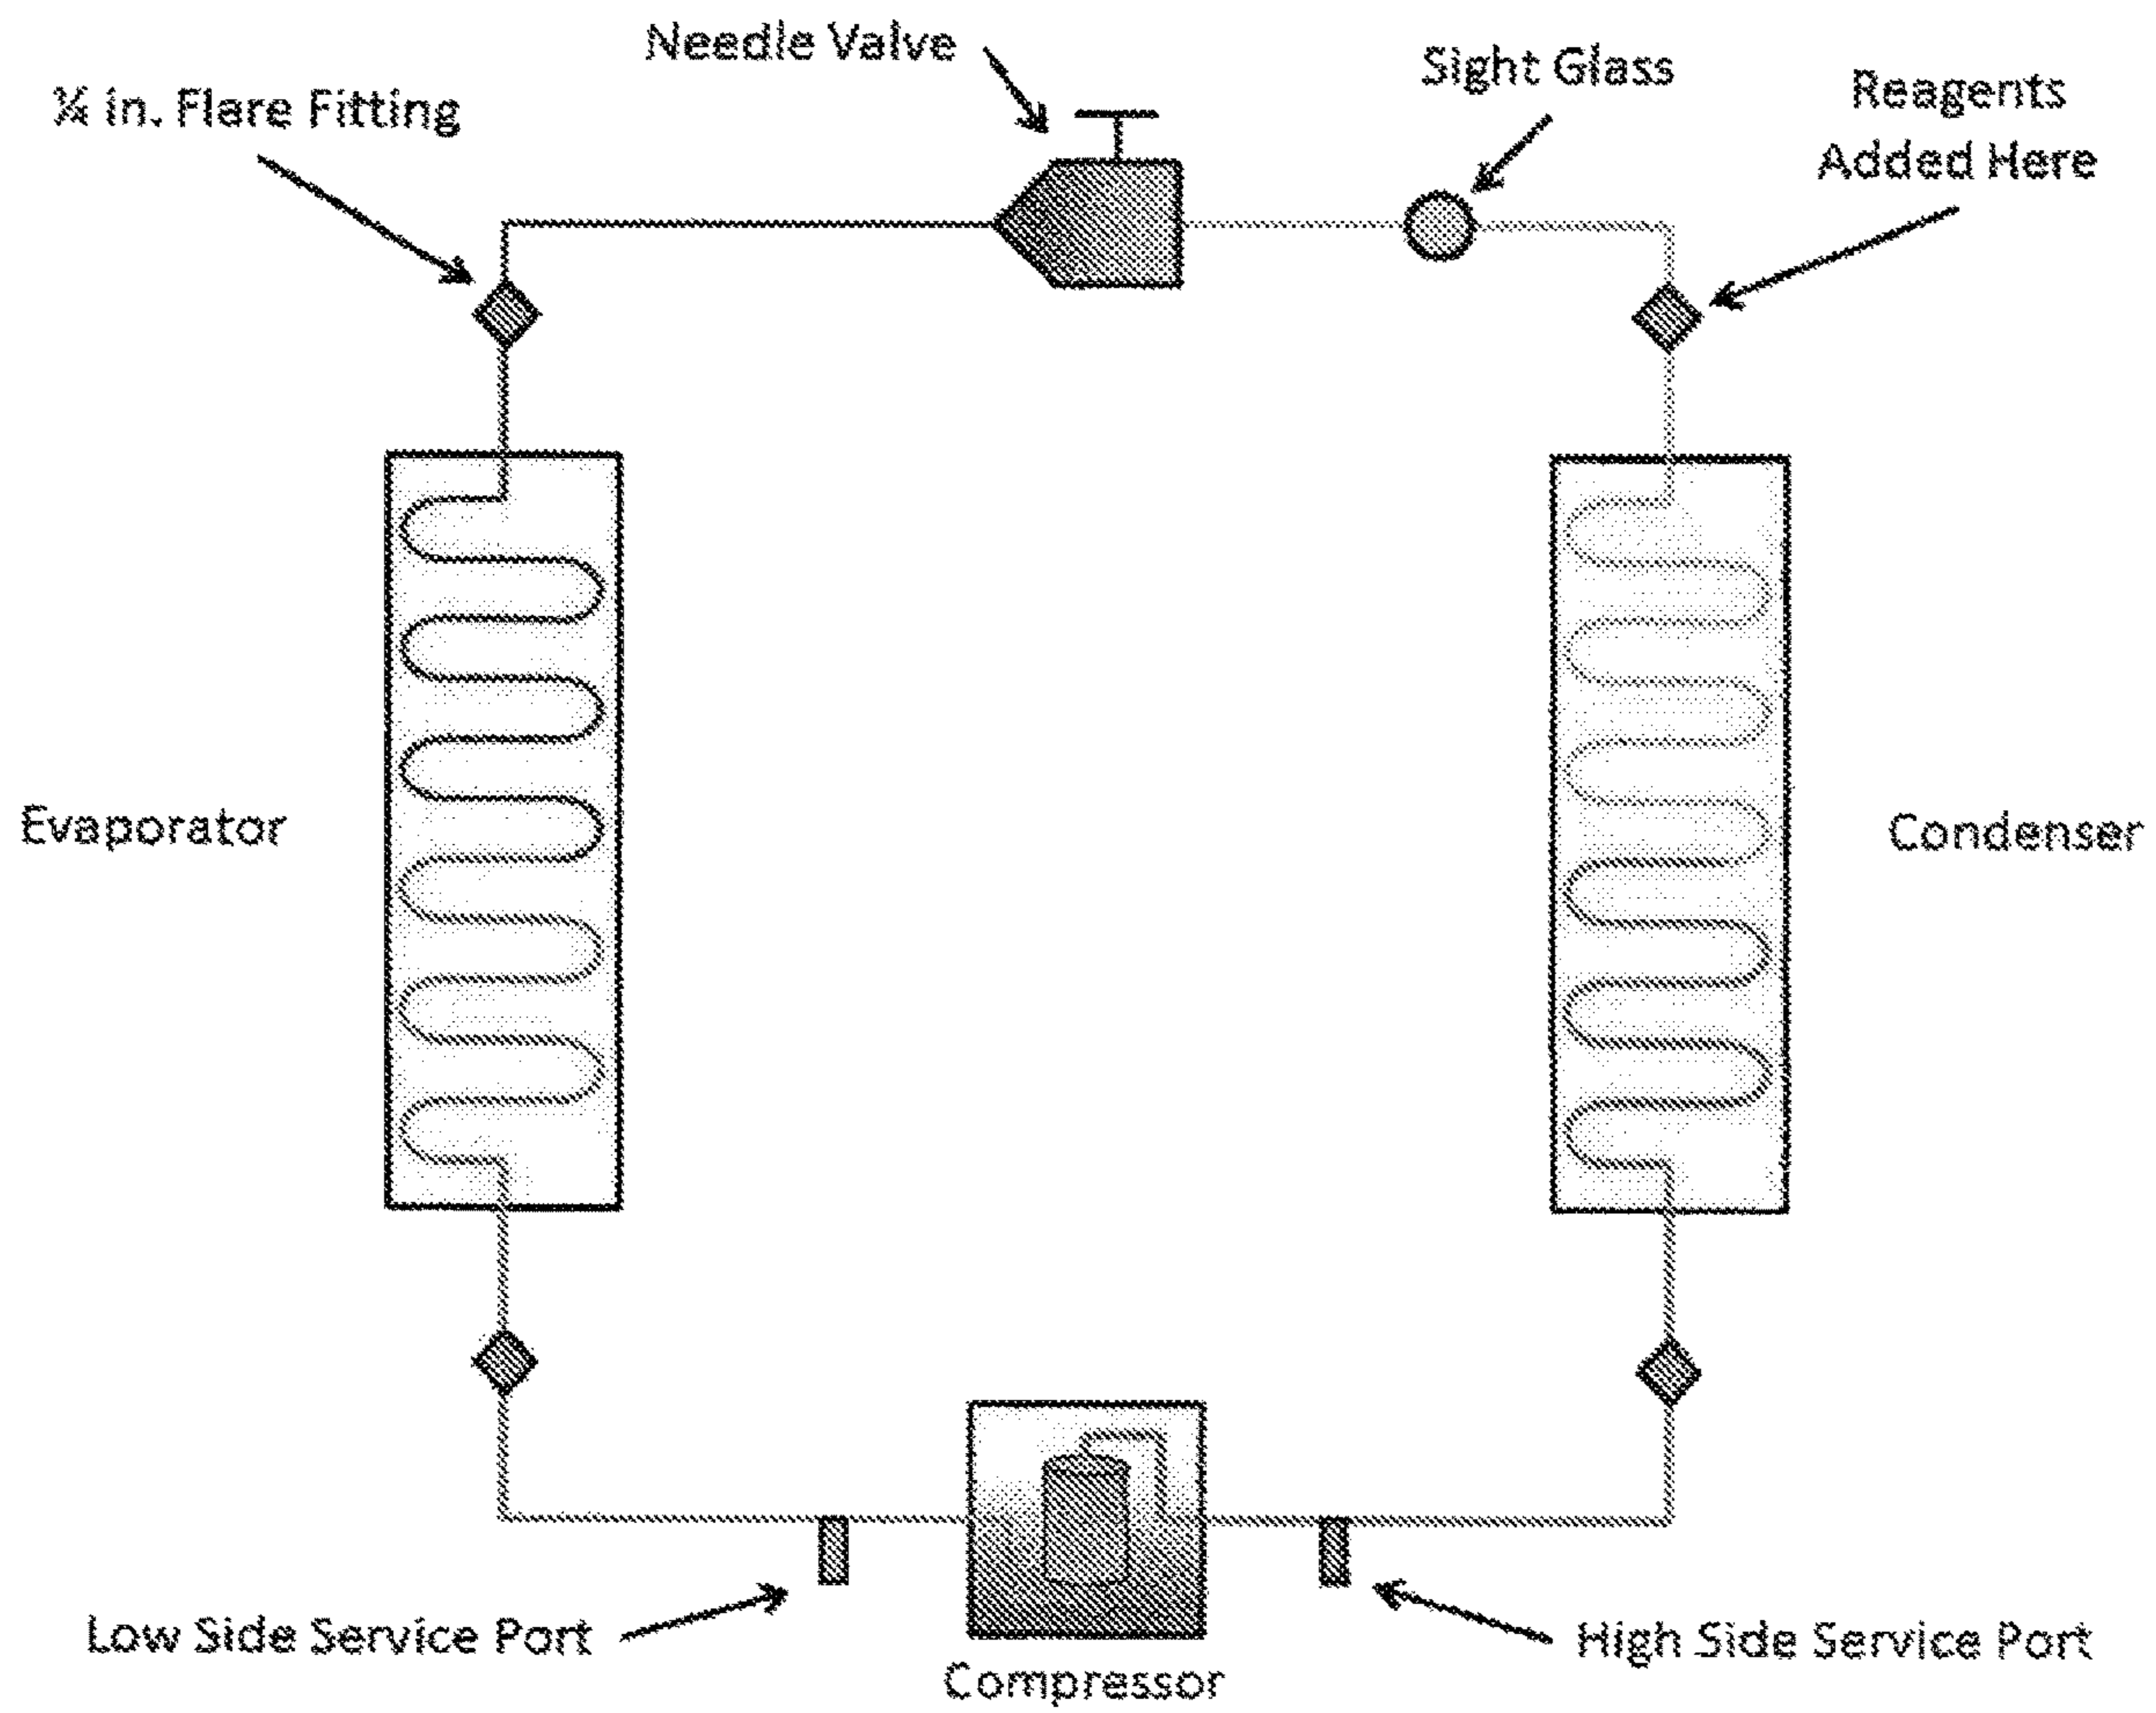 Needle Valve
Sight Glass
Reagents
Added Here
¼ in. Flare Fitting
Evaporator
Condenser
Low Side Service Port
High Side Service Port
Compressor